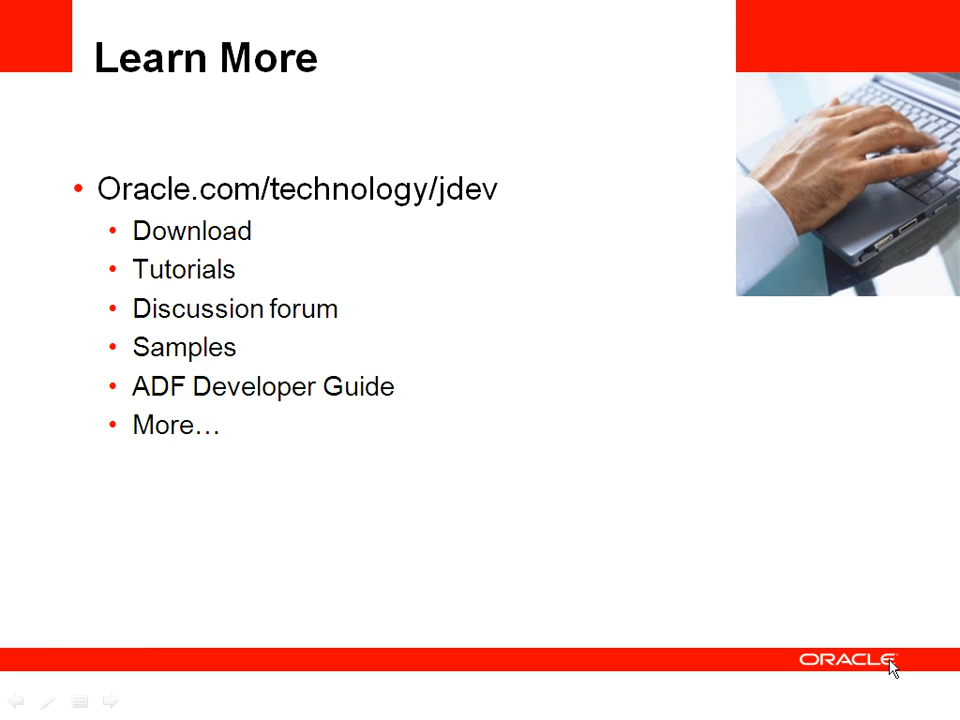 Learn More
• Oracle.com/technology/jdev
• Download
• Tutorials
• Discussion forum
• Samples
• ADF Developer Guide
• More…
ORACLE